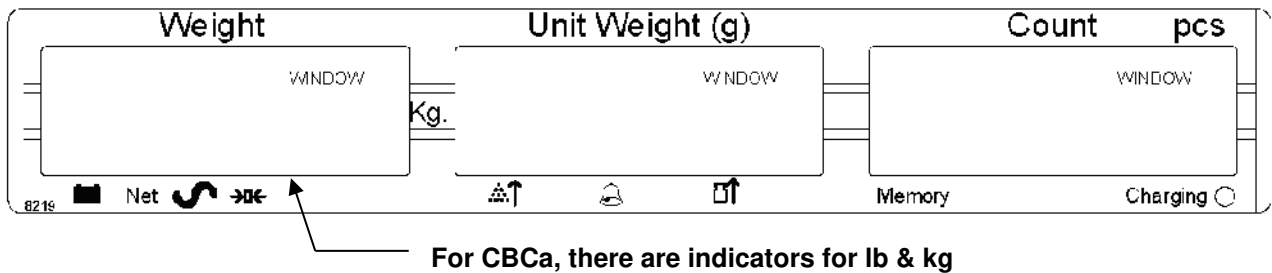 Weight Unit Weight (g) Count pcs
WINDOW WINDOW WINDOW
Kg.
8219 Net Memory Charging
For CBCa, there are indicators for lb & kg